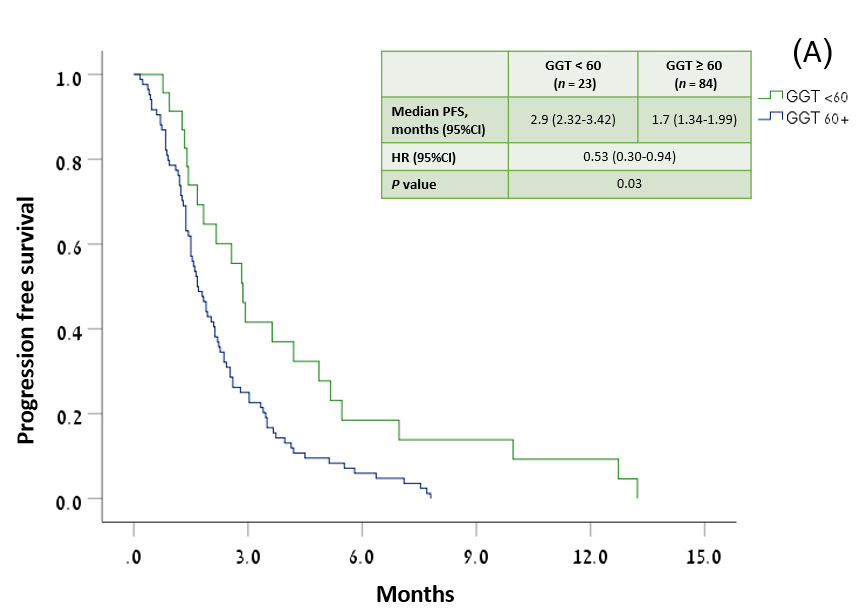 (A)
GGT < 60
(n = 23)
GGT ≥ 60
(n = 84)
Median PFS,
months (95%CI)
2.9 (2.32-3.42)
1.7 (1.34-1.99)
HR (95%CI)
0.53 (0.30-0.94)
P value
0.03
GGT <60
GGT 60+
Progression free survival
1.0
0.8
0.6
0.4
0.2
0.0
.0
3.0
6.0
9.0
12.0
15.0
Months